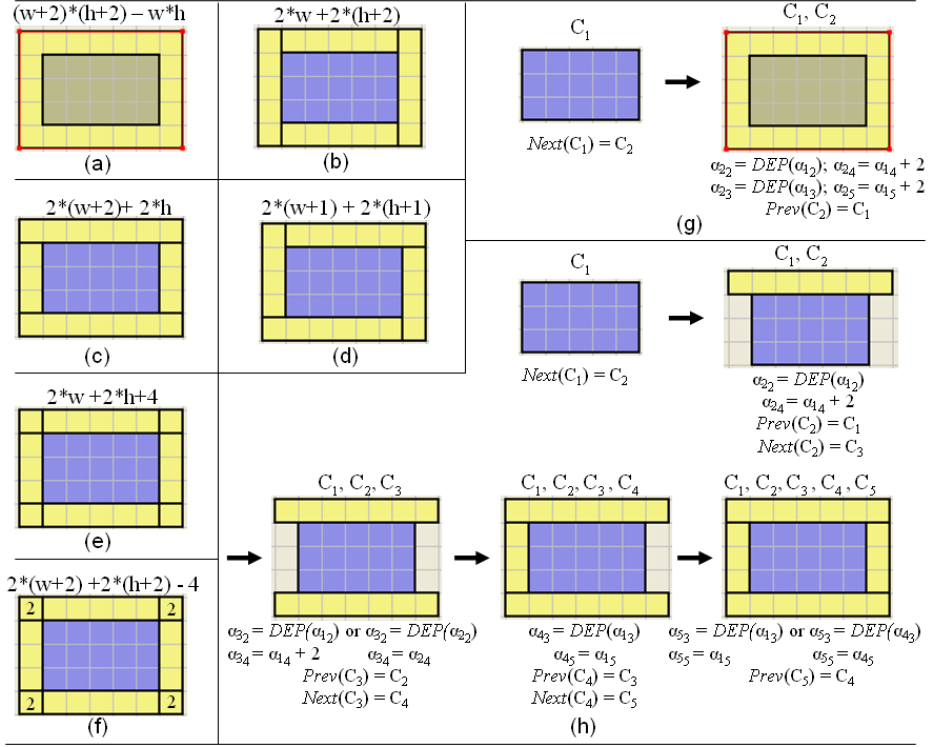 (w+2)*(h+2) – w*h
(a)
2*w +2*(h+2)
(b)
2*(w+2)+ 2*h
(c)
2*(w+1) + 2*(h+1)
(d)
2*w +2*h+4
(e)
2*(w+2) +2*(h+2) - 4
2 2
2 2
(f)
C₁
Next(C₁) = C₂
C₁, C₂
α₂₂ = DEP(α₁₂); α₂₄ = α₁₄ + 2
α₂₃ = DEP(α₁₃); α₂₅ = α₁₅ + 2
Prev(C₂) = C₁
(g)
C₁
Next(C₁) = C₂
C₁, C₂
α₂₂ = DEP(α₁₂)
α₂₄ = α₁₄ + 2
Prev(C₂) = C₁
Next(C₂) = C₃
C₁, C₂, C₃
α₃₂ = DEP(α₁₂) or α₃₂ = DEP(α₂₂)
α₃₄ = α₁₄ + 2 α₃₄ = α₂₄
Prev(C₃) = C₂
Next(C₃) = C₄
C₁, C₂, C₃ , C₄
α₄₃ = DEP(α₁₃)
α₄₅ = α₁₅
Prev(C₄) = C₃
Next(C₄) = C₅
C₁, C₂, C₃ , C₄ , C₅
α₅₃ = DEP(α₁₃) or α₅₃ = DEP(α₄₃)
α₅₅ = α₁₅ α₅₅ = α₄₅
Prev(C₅) = C₄
(h)